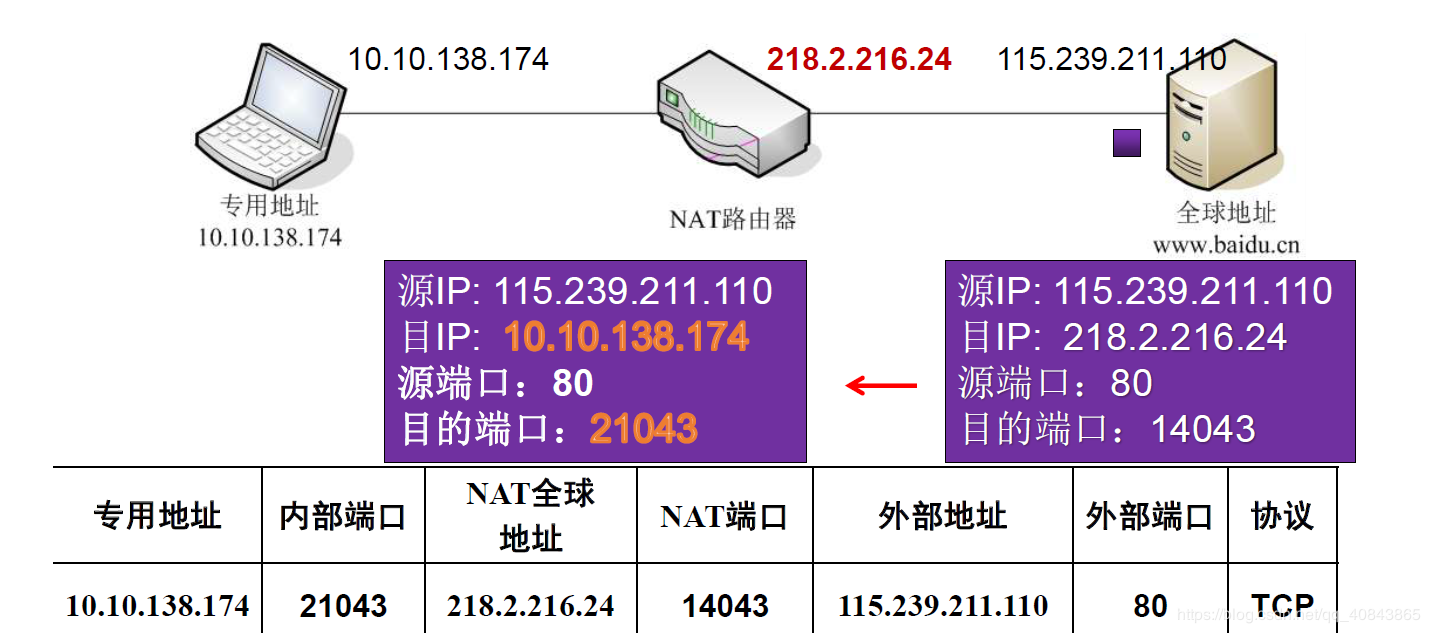 10.10.138.174
218.2.216.24
115.239.211.110
专用地址
10.10.138.174
NAT路由器
全球地址
www.baidu.cn
源IP: 115.239.211.110
目IP: 10.10.138.174
源端口：80
目的端口：21043
源IP: 115.239.211.110
目IP: 218.2.216.24
源端口：80
目的端口：14043
专用地址 内部端口 NAT全球地址 NAT端口 外部地址 外部端口 协议
10.10.138.174 21043 218.2.216.24 14043 115.239.211.110 80 TCP
https://blog.csdn.net/qq_40843865